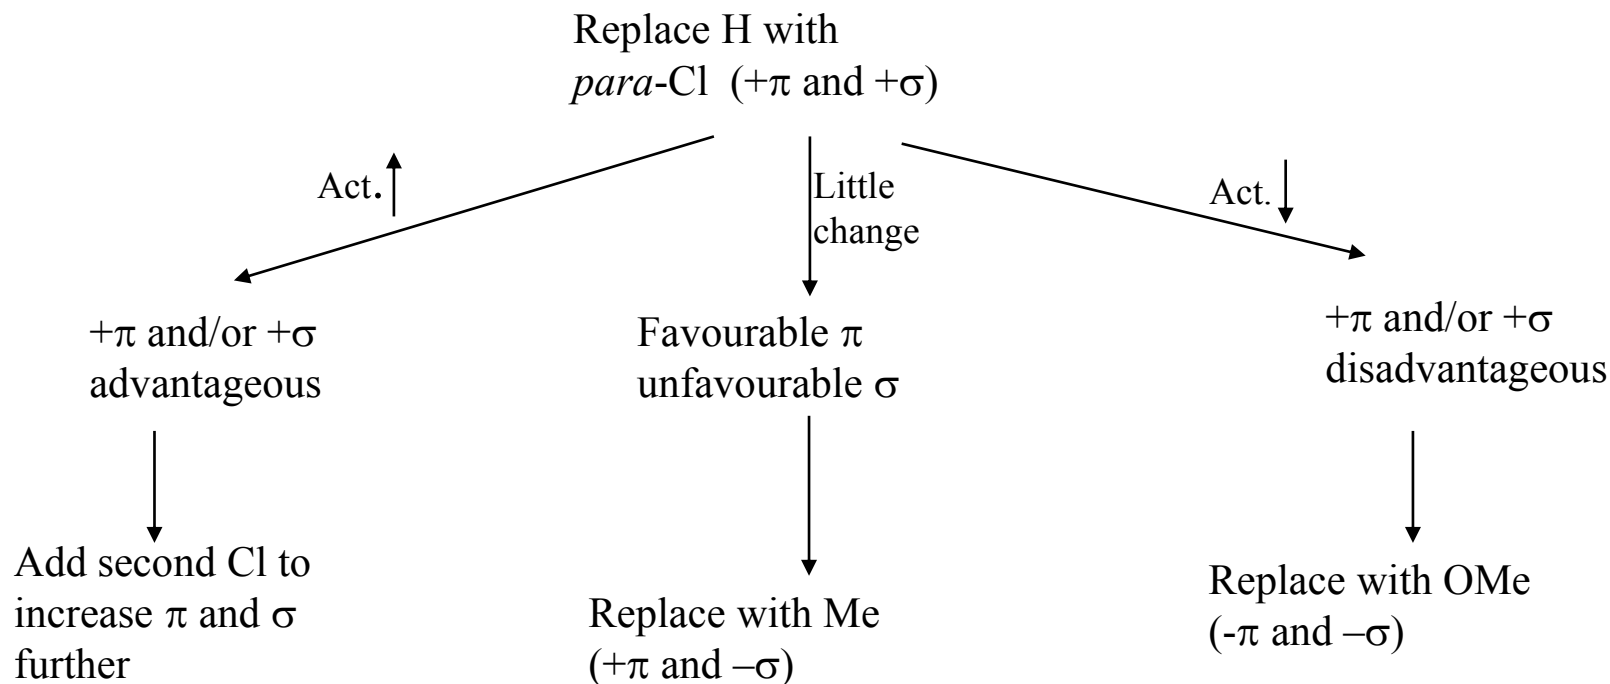 Replace H with
para-Cl (+π and +σ)
Act.
Little
change
Act.
+π and/or +σ
advantageous
Favourable π
unfavourable σ
+π and/or +σ
disadvantageous
Add second Cl to
increase π and σ
further
Replace with Me
(+π and –σ)
Replace with OMe
(-π and –σ)